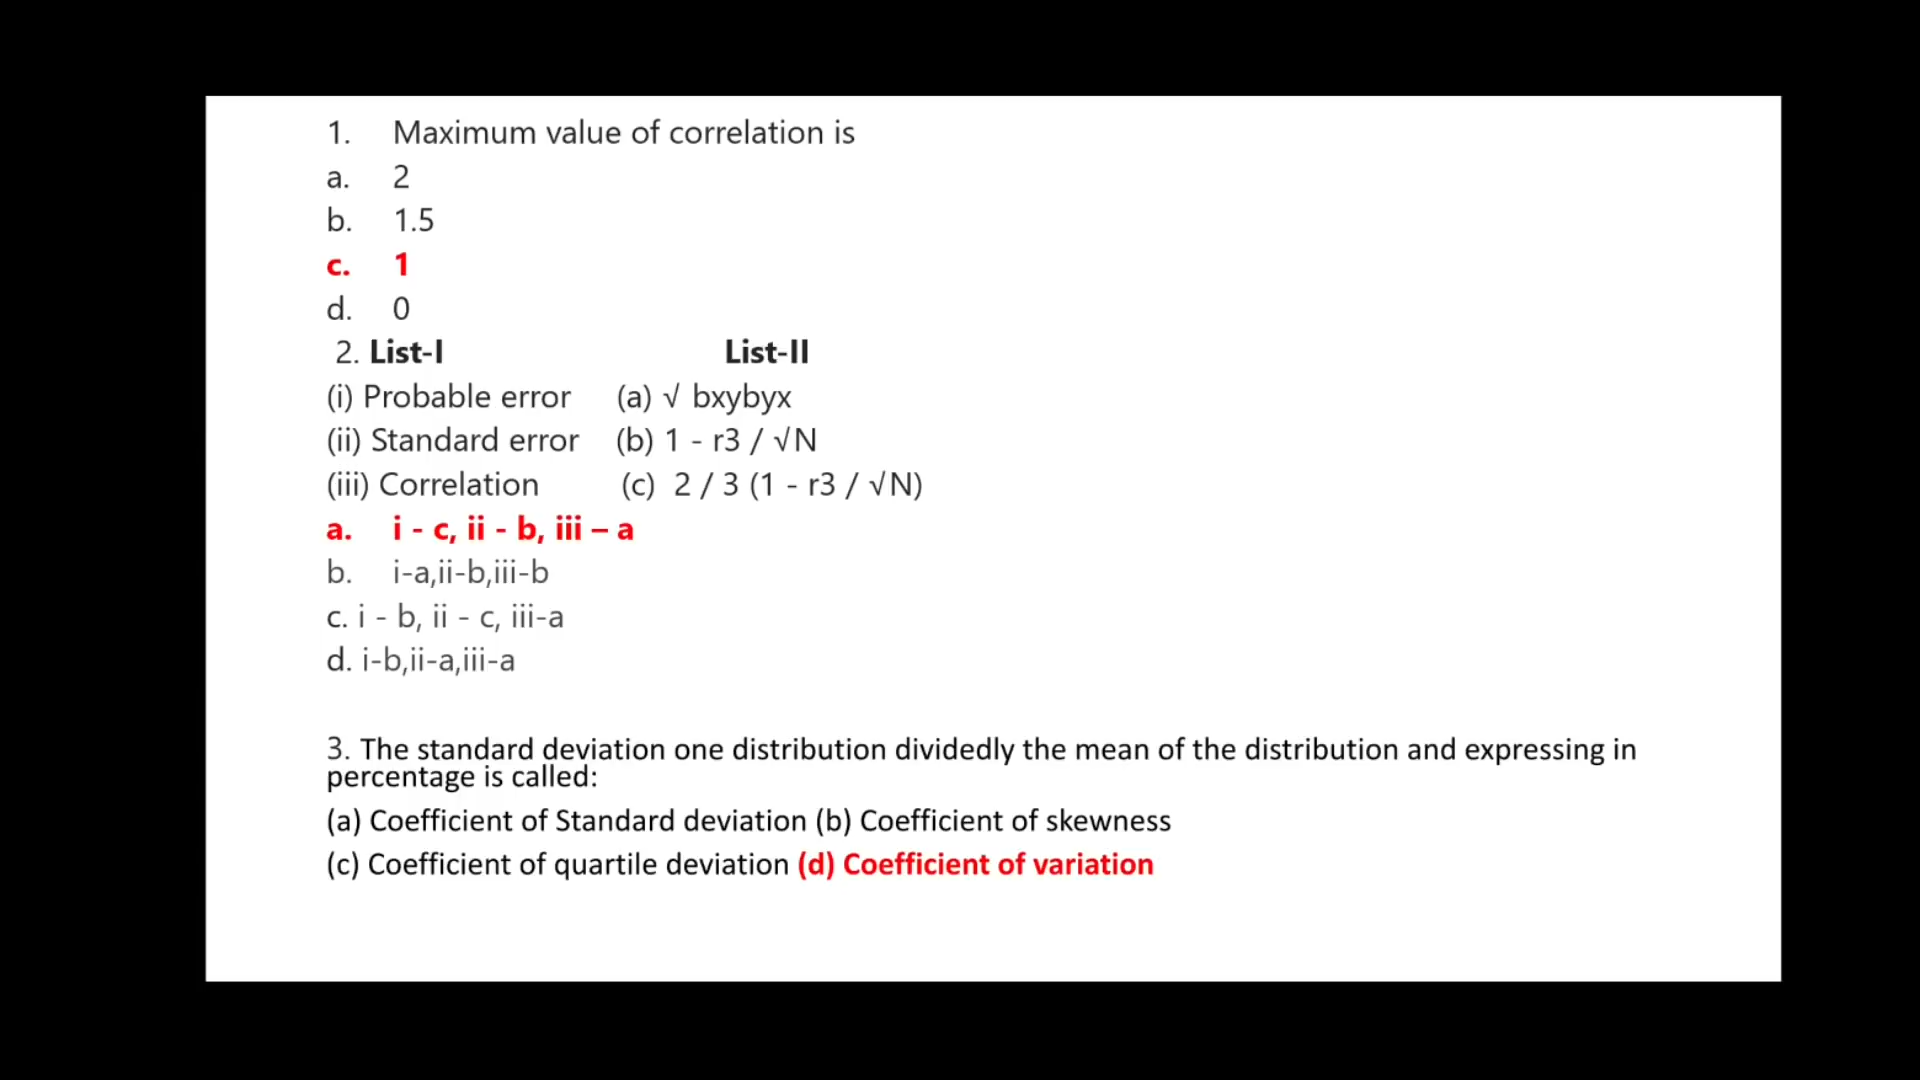 1. Maximum value of correlation is
a. 2
b. 1.5
c. 1
d. 0
2. List-I List-II
(i) Probable error (a) √ bxybyx
(ii) Standard error (b) 1 - r3 / √N
(iii) Correlation (c) 2 / 3 (1 - r3 / √N)
a. i - c, ii - b, iii – a
b. i-a,ii-b,iii-b
c. i - b, ii - c, iii-a
d. i-b,ii-a,iii-a
3. The standard deviation one distribution dividedly the mean of the distribution and expressing in
percentage is called:
(a) Coefficient of Standard deviation (b) Coefficient of skewness
(c) Coefficient of quartile deviation (d) Coefficient of variation